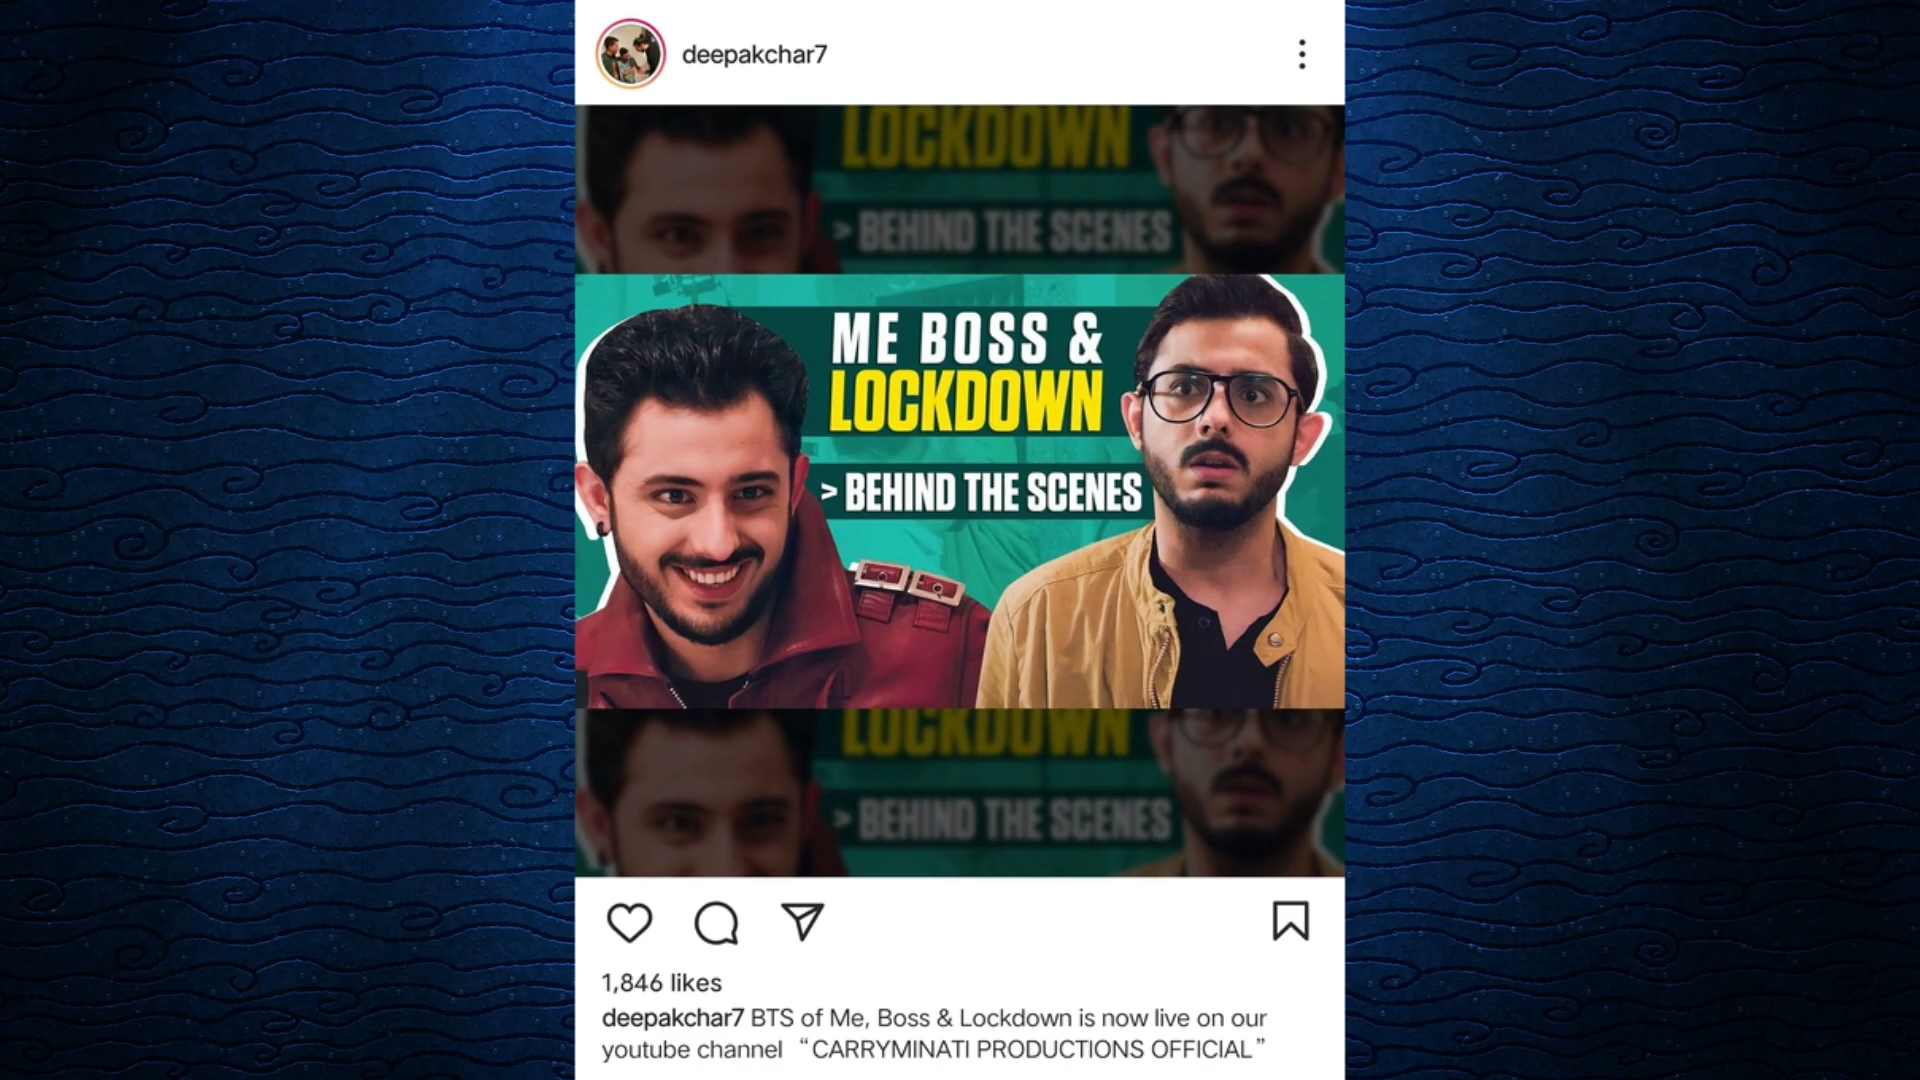 deepakchar7
LOCKDOWN
> BEHIND THE SCENES
ME BOSS &
LOCKDOWN
> BEHIND THE SCENES
LOCKDOWN
> BEHIND THE SCENES
1,846 likes
deepakchar7 BTS of Me, Boss & Lockdown is now live on our
youtube channel “CARRYMINATI PRODUCTIONS OFFICIAL”